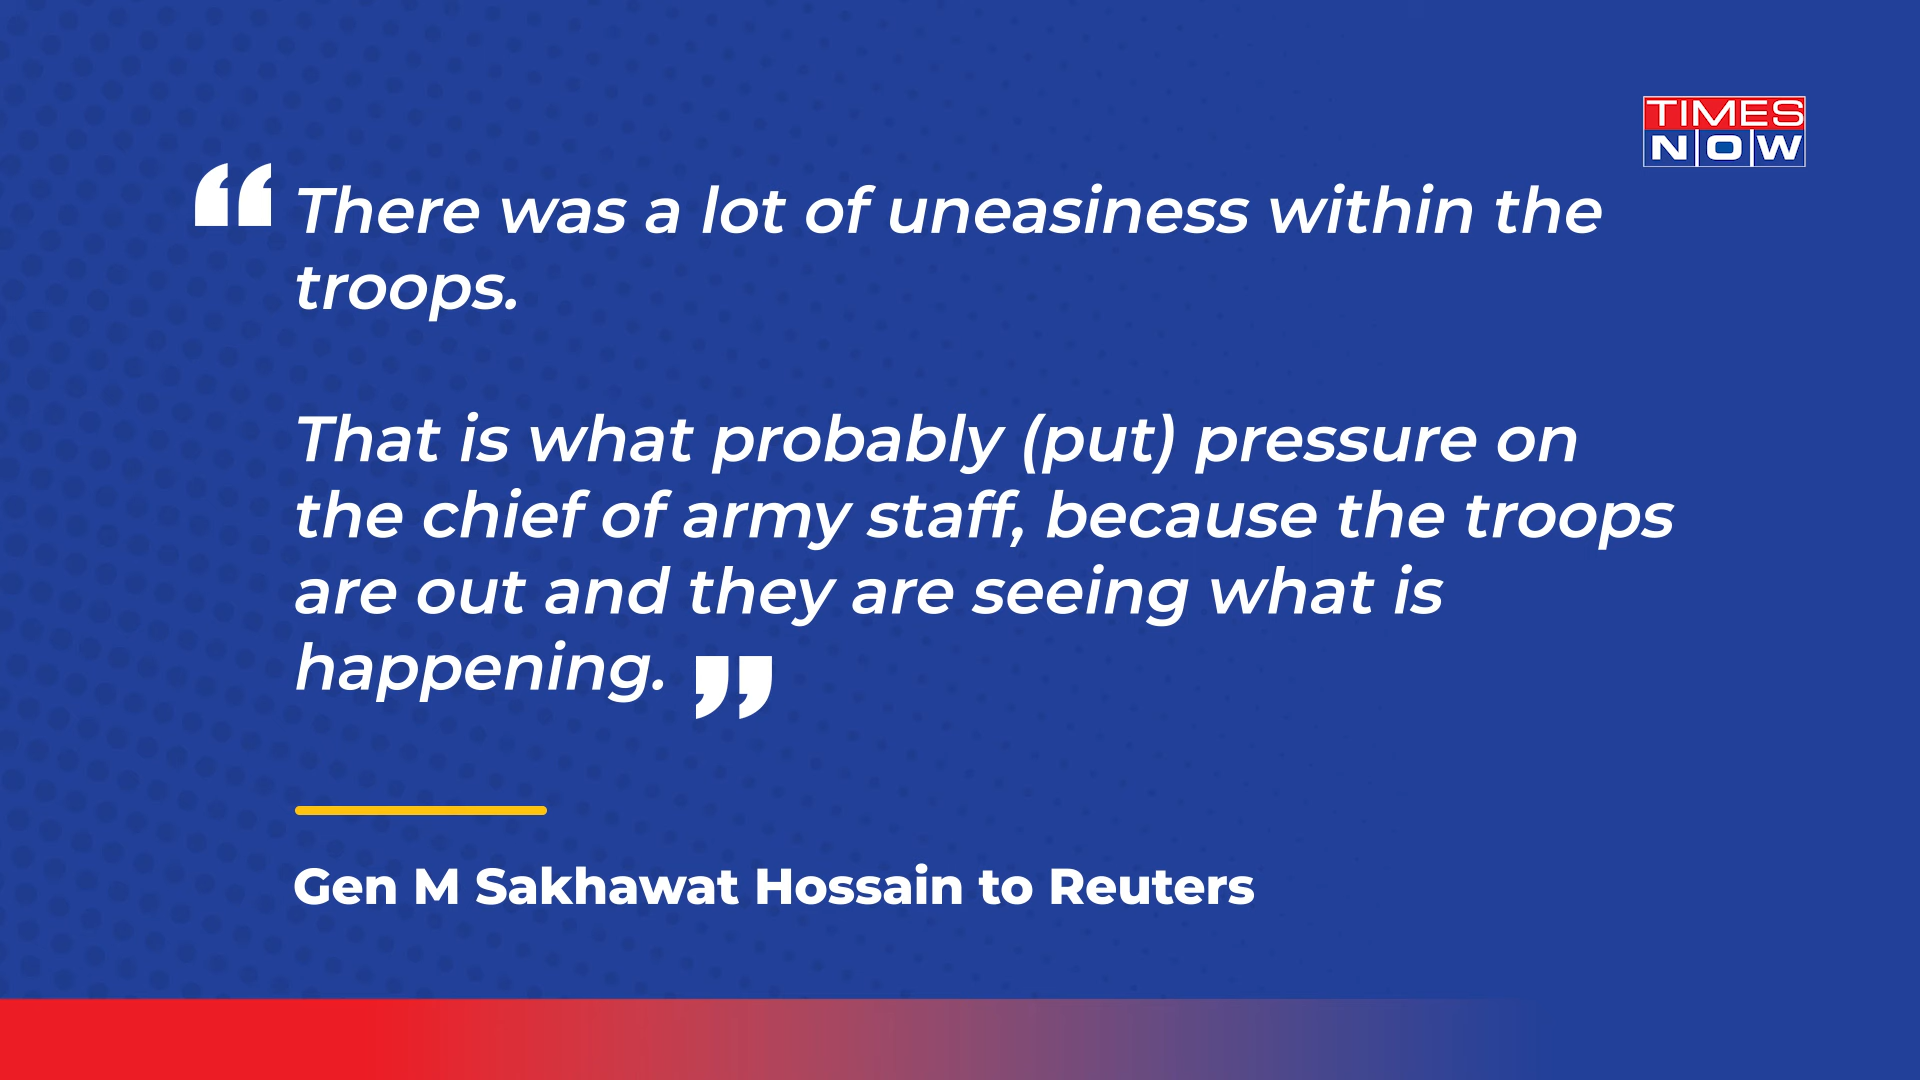 TIMES
NOW
“There was a lot of uneasiness within the
troops.
That is what probably (put) pressure on
the chief of army staff, because the troops
are out and they are seeing what is
happening.”
Gen M Sakhawat Hossain to Reuters